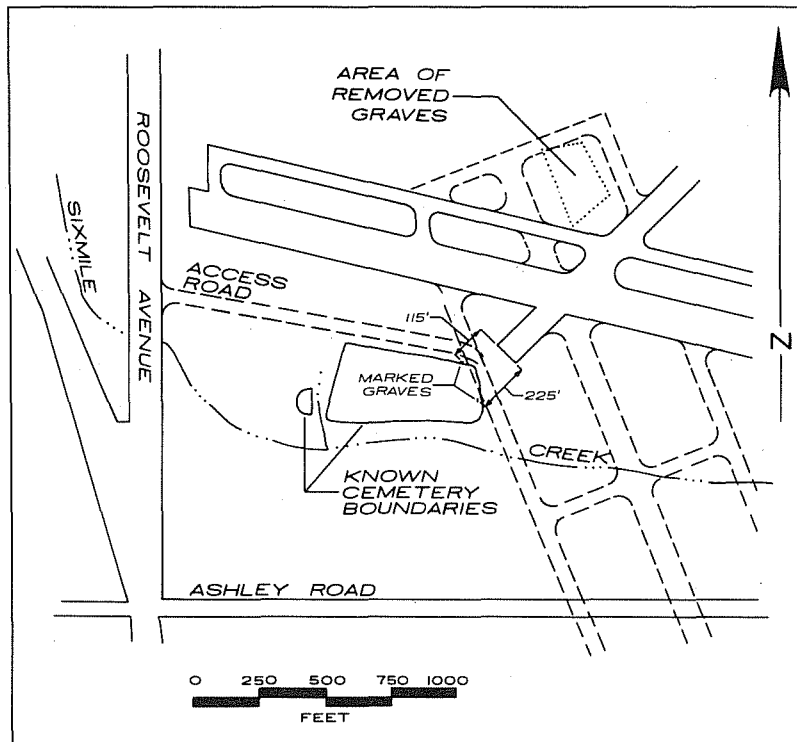 AREA OF
REMOVED
GRAVES
ROOSEVELT AVENUE
SIXMILE
ACCESS
ROAD
N
115'
MARKED
GRAVES
225'
CREEK
KNOWN
CEMETERY
BOUNDARIES
ASHLEY ROAD
0 250 500 750 1000
FEET